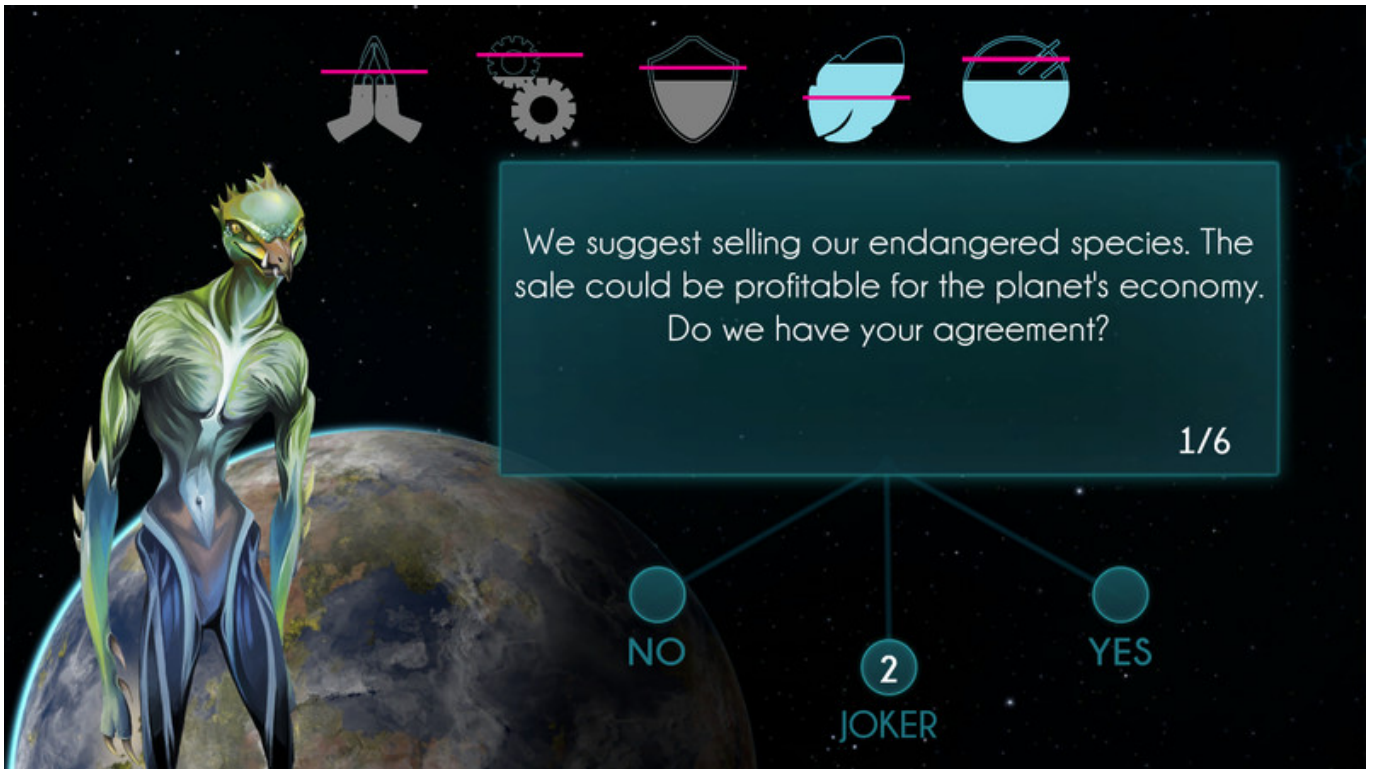 We suggest selling our endangered species. The
sale could be profitable for the planet's economy.
Do we have your agreement?
1/6
NO
YES
2
JOKER